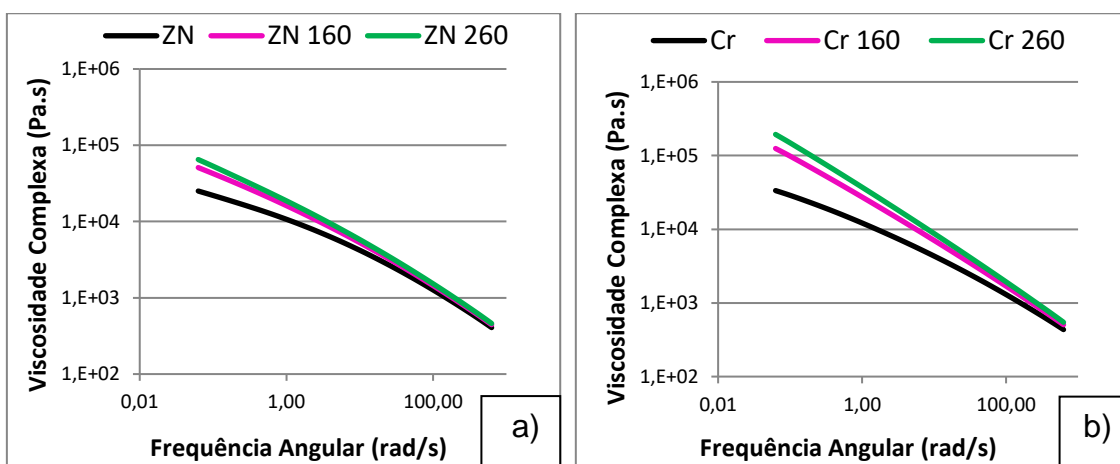 ZN ZN 160 ZN 260
1,E+06
1,E+05
1,E+04
1,E+03
1,E+02
Viscosidade Complexa (Pa.s)
0,01 1,00 100,00
Frequência Angular (rad/s)
a)
Cr Cr 160 Cr 260
1,E+06
1,E+05
1,E+04
1,E+03
1,E+02
Viscosidade Complexa (Pa.s)
0,01 1,00 100,00
Frequência Angular (rad/s)
b)